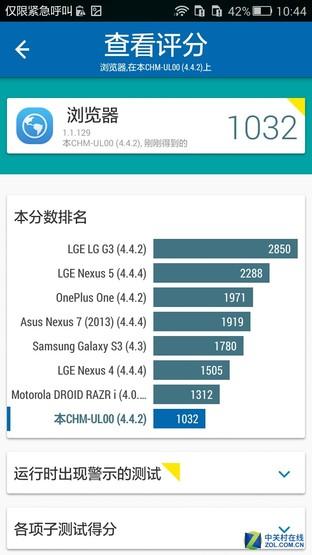 仅限紧急呼叫 42% 10:44
查看评分
浏览器,在本CHM-UL00 (4.4.2)上
浏览器 1032
1.1.129
本CHM-UL00 (4.4.2), 刚刚得到的
本分数排名
LGE LG G3 (4.4.2) 2850
LGE Nexus 5 (4.4.4) 2288
OnePlus One (4.4.2) 1971
Asus Nexus 7 (2013) (4.4.4) 1919
Samsung Galaxy S3 (4.3) 1780
LGE Nexus 4 (4.4.4) 1505
Motorola DROID RAZR i (4.0.... 1312
本CHM-UL00 (4.4.2) 1032
运行时出现警示的测试
各项子测试得分
中关村在线
ZOL.COM.CN